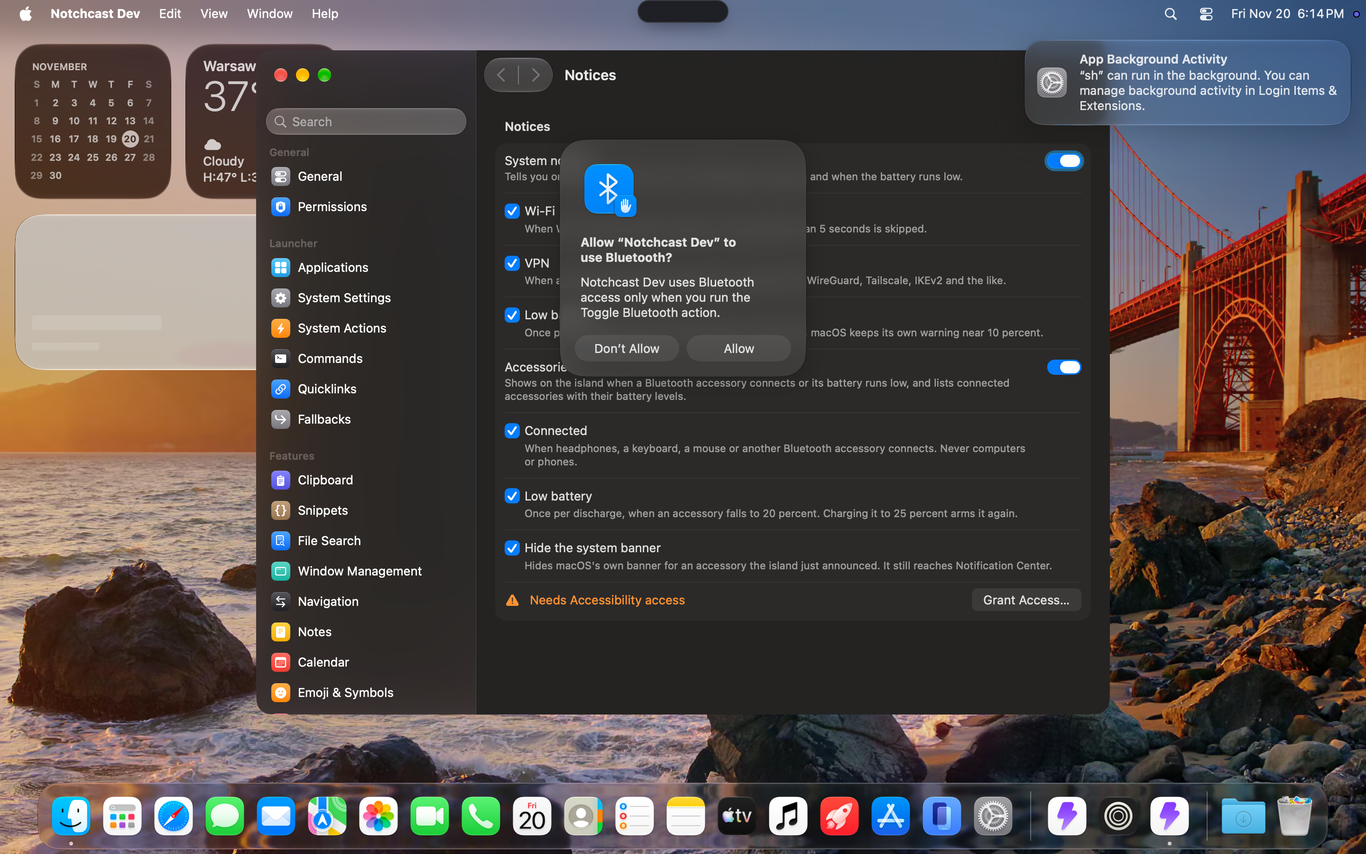 Notchcast Dev Edit View Window Help
Fri Nov 20 6:14 PM
NOVEMBER
S M T W T F S
1 2 3 4 5 6 7
8 9 10 11 12 13 14
15 16 17 18 19 20 21
22 23 24 25 26 27 28
29 30
Warsaw
37°
Cloudy
H:47° L:3
Search
General
General
Permissions
Launcher
Applications
System Settings
System Actions
Commands
Quicklinks
Fallbacks
Features
Clipboard
Snippets
File Search
Window Management
Navigation
Notes
Calendar
Emoji & Symbols
Notices
Notices
System no
Tells you o
and when the battery runs low.
Wi-Fi
When W
an 5 seconds is skipped.
VPN
When a
WireGuard, Tailscale, IKEv2 and the like.
Low b
Once p
macOS keeps its own warning near 10 percent.
Accessorie
Shows on the island when a Bluetooth accessory connects or its battery runs low, and lists connected
accessories with their battery levels.
Connected
When headphones, a keyboard, a mouse or another Bluetooth accessory connects. Never computers
or phones.
Low battery
Once per discharge, when an accessory falls to 20 percent. Charging it to 25 percent arms it again.
Hide the system banner
Hides macOS's own banner for an accessory the island just announced. It still reaches Notification Center.
Needs Accessibility access
Grant Access...
Allow “Notchcast Dev” to
use Bluetooth?
Notchcast Dev uses Bluetooth
access only when you run the
Toggle Bluetooth action.
Don’t Allow
Allow
App Background Activity
“sh” can run in the background. You can
manage background activity in Login Items &
Extensions.
Fri
20
tv